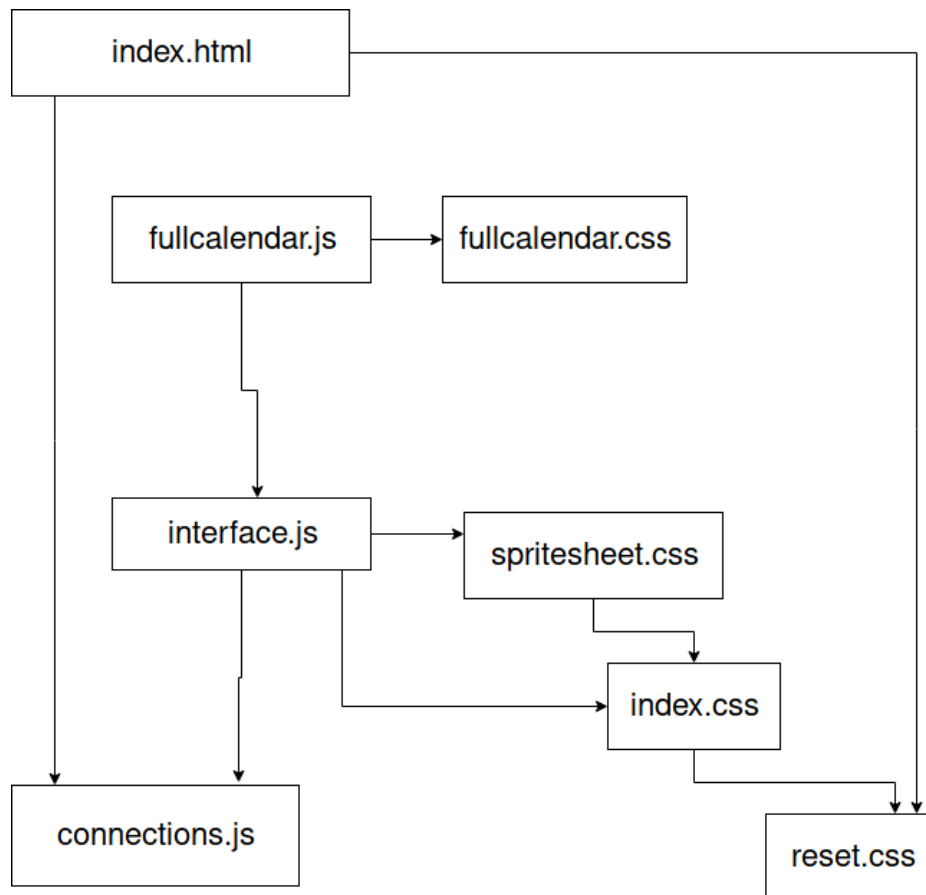 index.html
fullcalendar.js
fullcalendar.css
interface.js
spritesheet.css
index.css
connections.js
reset.css